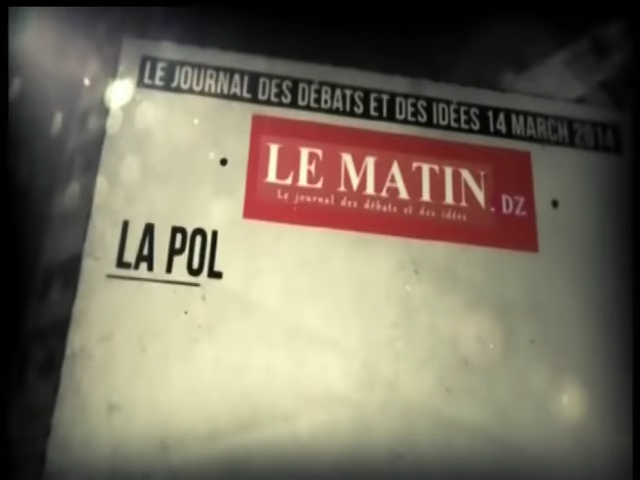 LE JOURNAL DES DÉBATS ET DES IDÉES 14 MARCH 2014
LE MATIN.DZ
Le journal des débats et des idées
LA POL